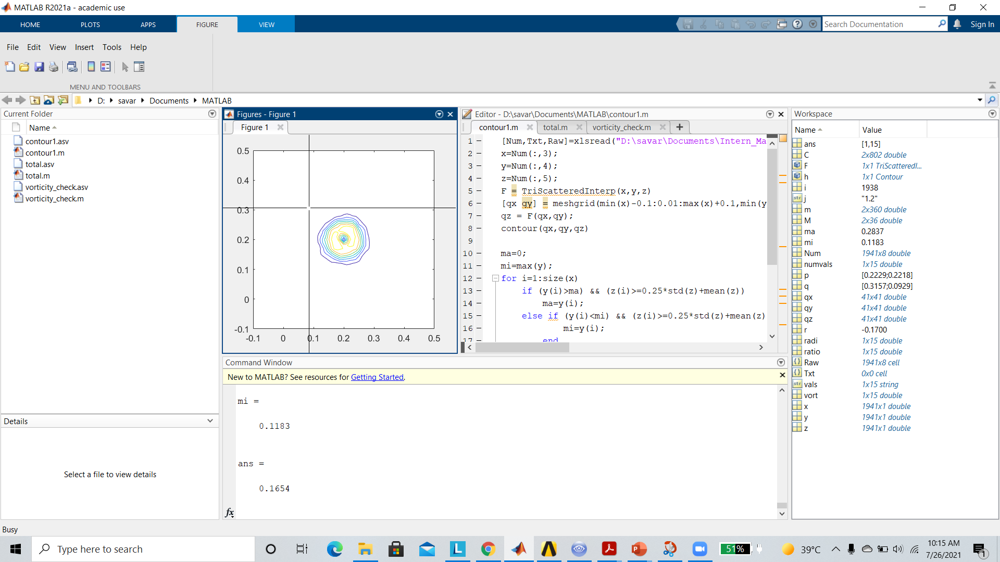 MATLAB R2021a - academic use
HOME PLOTS APPS FIGURE VIEW
Search Documentation
Sign In
File Edit View Insert Tools Help
MENU AND TOOLBARS
D: savar Documents MATLAB
Current Folder
Name
contour1.asv
contour1.m
total.asv
total.m
vorticity_check.asv
vorticity_check.m
Details
Select a file to view details
Figures - Figure 1
Figure 1
0.5
0.4
0.3
0.2
0.1
0
-0.1
-0.1 0 0.1 0.2 0.3 0.4 0.5
Editor - D:\savar\Documents\MATLAB\contour1.m
contour1.m total.m vorticity_check.m
1 [Num,Txt,Raw]=xlsread("D:\savar\Documents\Intern_Ma
2 x=Num(:,3);
3 y=Num(:,4);
4 z=Num(:,5);
5 F = TriScatteredInterp(x,y,z)
6 [qx qy] = meshgrid(min(x)-0.1:0.01:max(x)+0.1,min(y
7 qz = F(qx,qy);
8 contour(qx,qy,qz)
9
10 ma=0;
11 mi=max(y);
12 for i=1:size(x)
13 if (y(i)>ma) && (z(i)>=0.25*std(z)+mean(z))
14 ma=y(i);
15 else if (y(i)<mi) && (z(i)>=0.25*std(z)+mean(z)
16 mi=y(i);
17 end
Command Window
New to MATLAB? See resources for Getting Started.
mi =
0.1183
ans =
0.1654
fx
Workspace
Name Value
ans [1,15]
C 2x802 double
F 1x1 TriScatteredI...
h 1x1 Contour
i 1938
str j "1.2"
m 2x360 double
M 2x36 double
ma 0.2837
mi 0.1183
Num 1941x8 double
numvals 1x15 double
p [0.2229;0.2218]
q [0.3157;0.0929]
qx 41x41 double
qy 41x41 double
qz 41x41 double
r -0.1700
radi 1x15 double
ratio 1x15 double
Raw 1941x8 cell
Txt 0x0 cell
str vals 1x15 string
vort 1x15 double
x 1941x1 double
y 1941x1 double
z 1941x1 double
Busy
Type here to search
L
51%
39°C
10:15 AM
7/26/2021
1